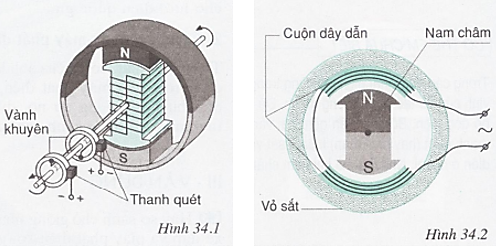 N
Vành
khuyên
S
+ o o -
- o o +
Thanh quét
Hình 34.1
Cuộn dây dẫn
Nam châm
N
~
S
Vỏ sắt
Hình 34.2